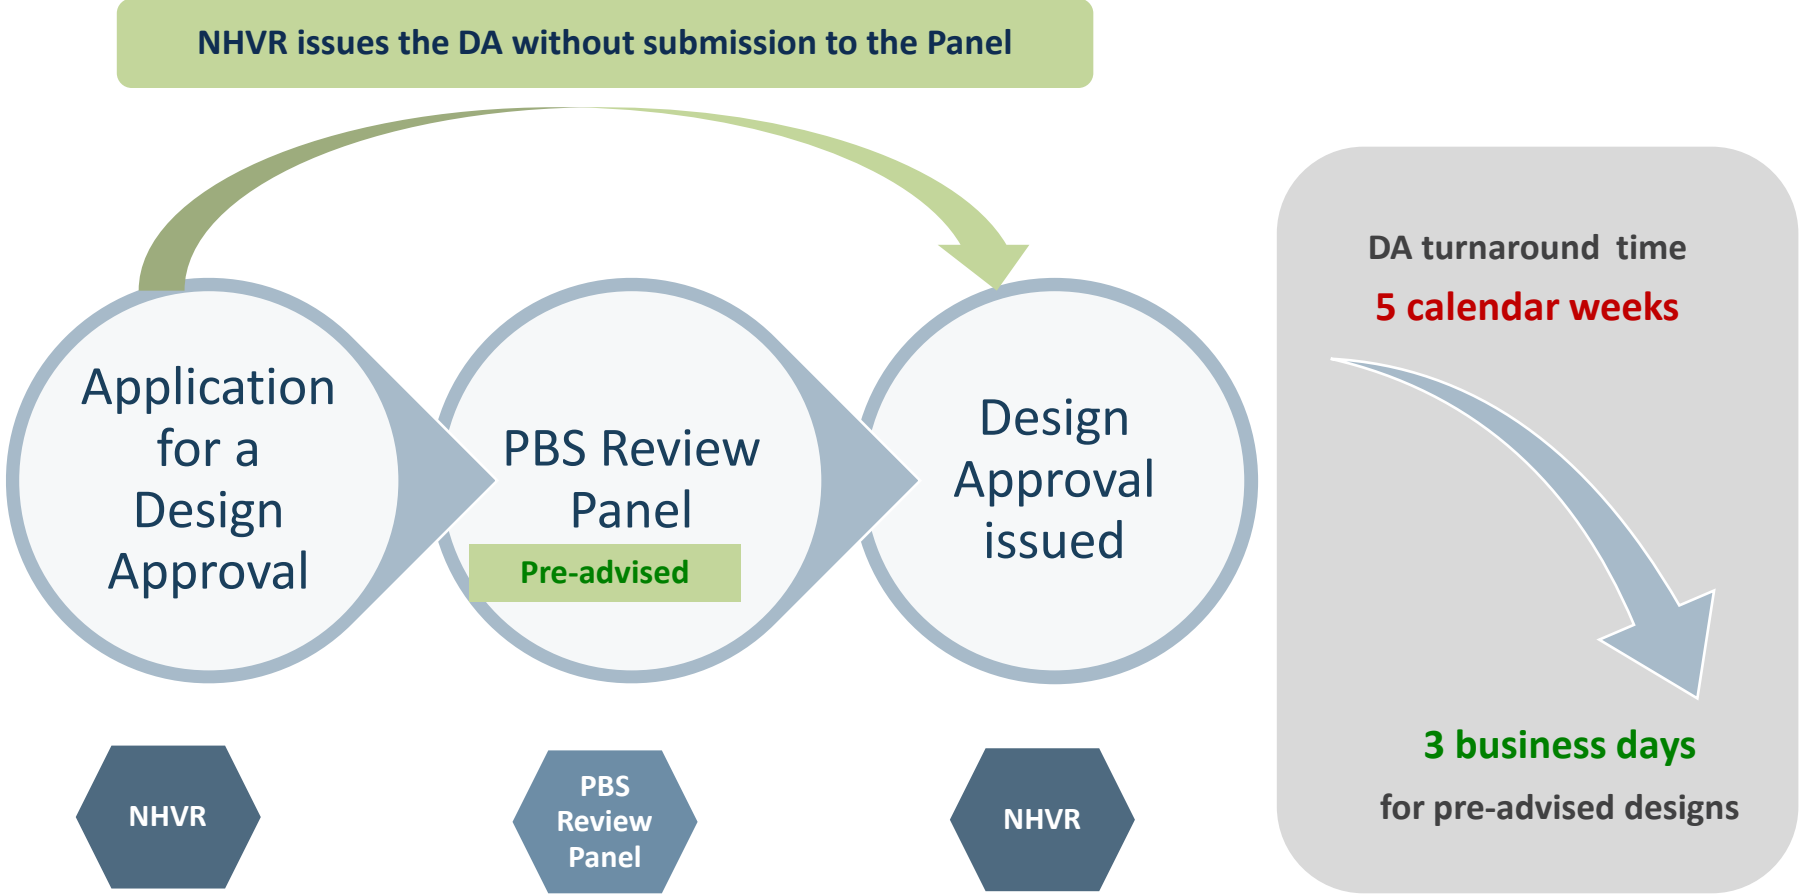 NHVR issues the DA without submission to the Panel
Application
for a
Design
Approval
PBS Review
Panel
Pre-advised
Design
Approval
issued
NHVR
PBS
Review
Panel
NHVR
DA turnaround time
5 calendar weeks
3 business days
for pre-advised designs